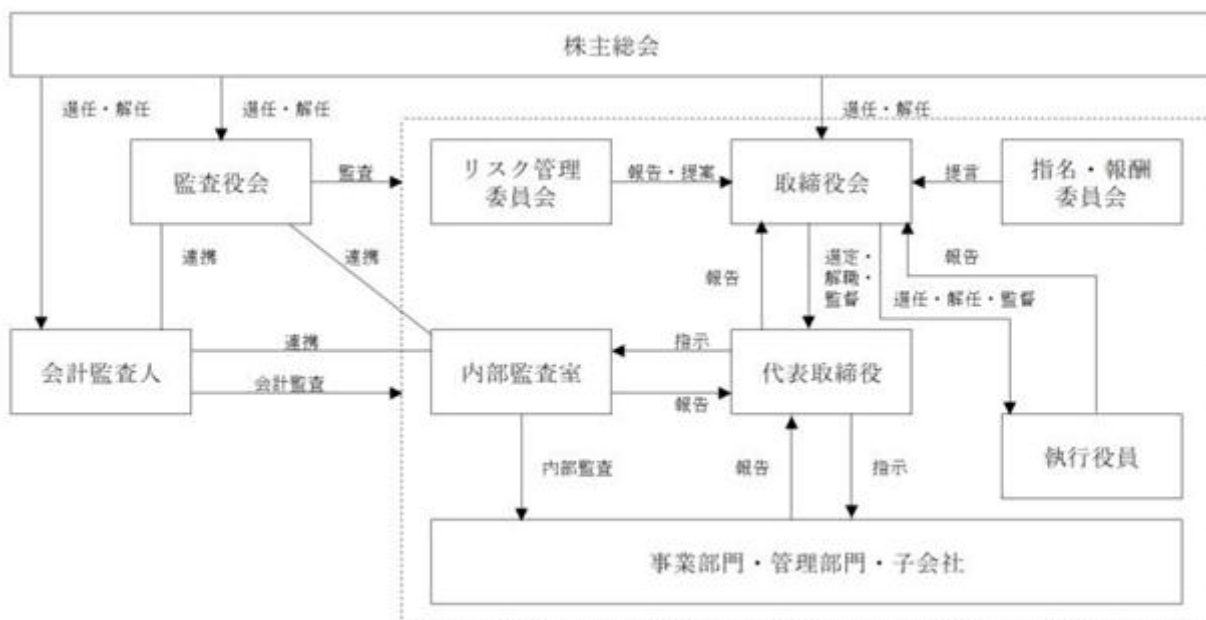 株主総会
選任・解任
選任・解任
選任・解任
監査役会
監査
リスク管理
委員会
報告・提案
取締役会
提言
指名・報酬
委員会
連携
連携
報告
選定・
解職・
監督
選任・解任・監督
報告
会計監査人
連携
会計監査
内部監査室
指示
報告
代表取締役
執行役員
内部監査
報告
指示
事業部門・管理部門・子会社